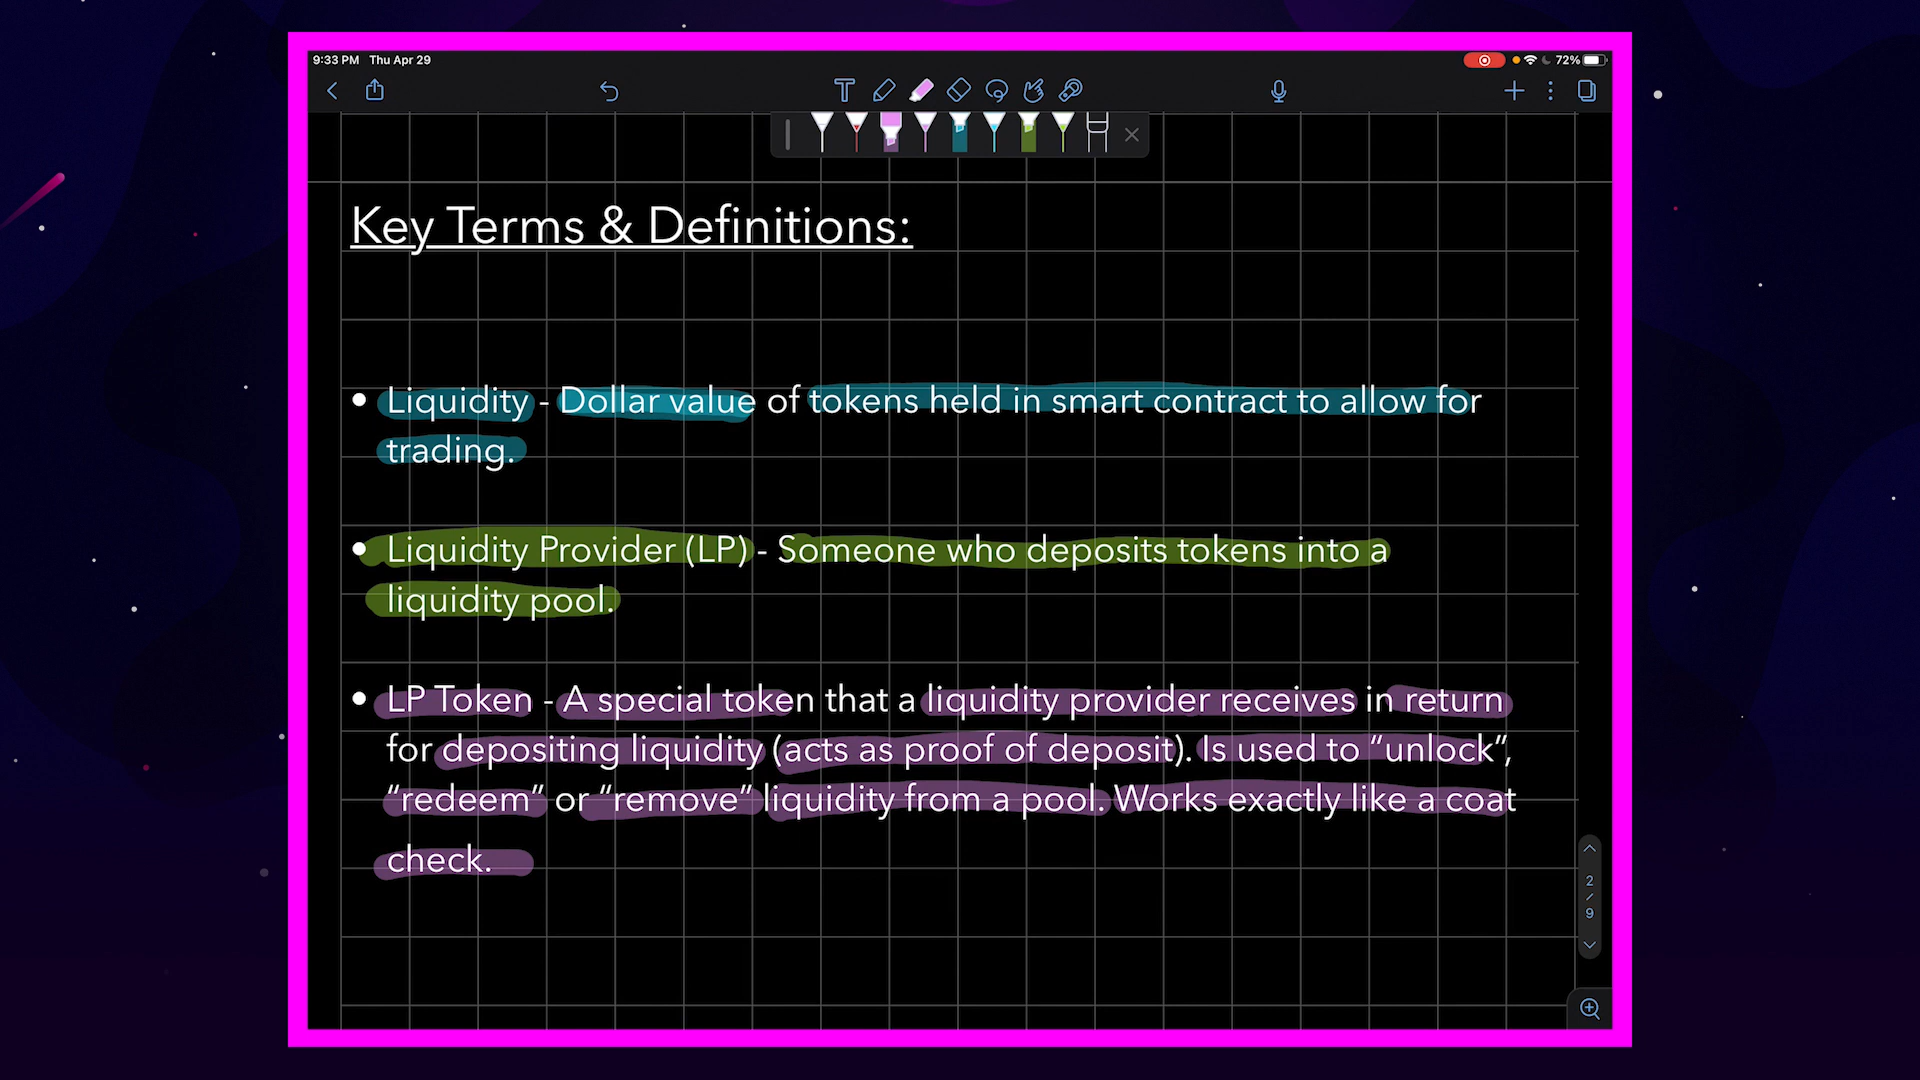 9:33 PM Thu Apr 29
72%
Key Terms & Definitions:
• Liquidity - Dollar value of tokens held in smart contract to allow for
trading.
• Liquidity Provider (LP) - Someone who deposits tokens into a
liquidity pool.
• LP Token - A special token that a liquidity provider receives in return
for depositing liquidity (acts as proof of deposit). Is used to “unlock”,
“redeem” or “remove” liquidity from a pool. Works exactly like a coat
check.
2
/
9